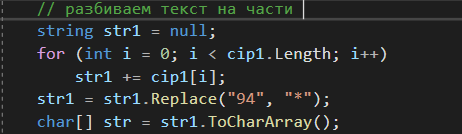 // разбиваем текст на части
string str1 = null;
for (int i = 0; i < cip1.Length; i++)
str1 += cip1[i];
str1 = str1.Replace("94", "*");
char[] str = str1.ToCharArray();